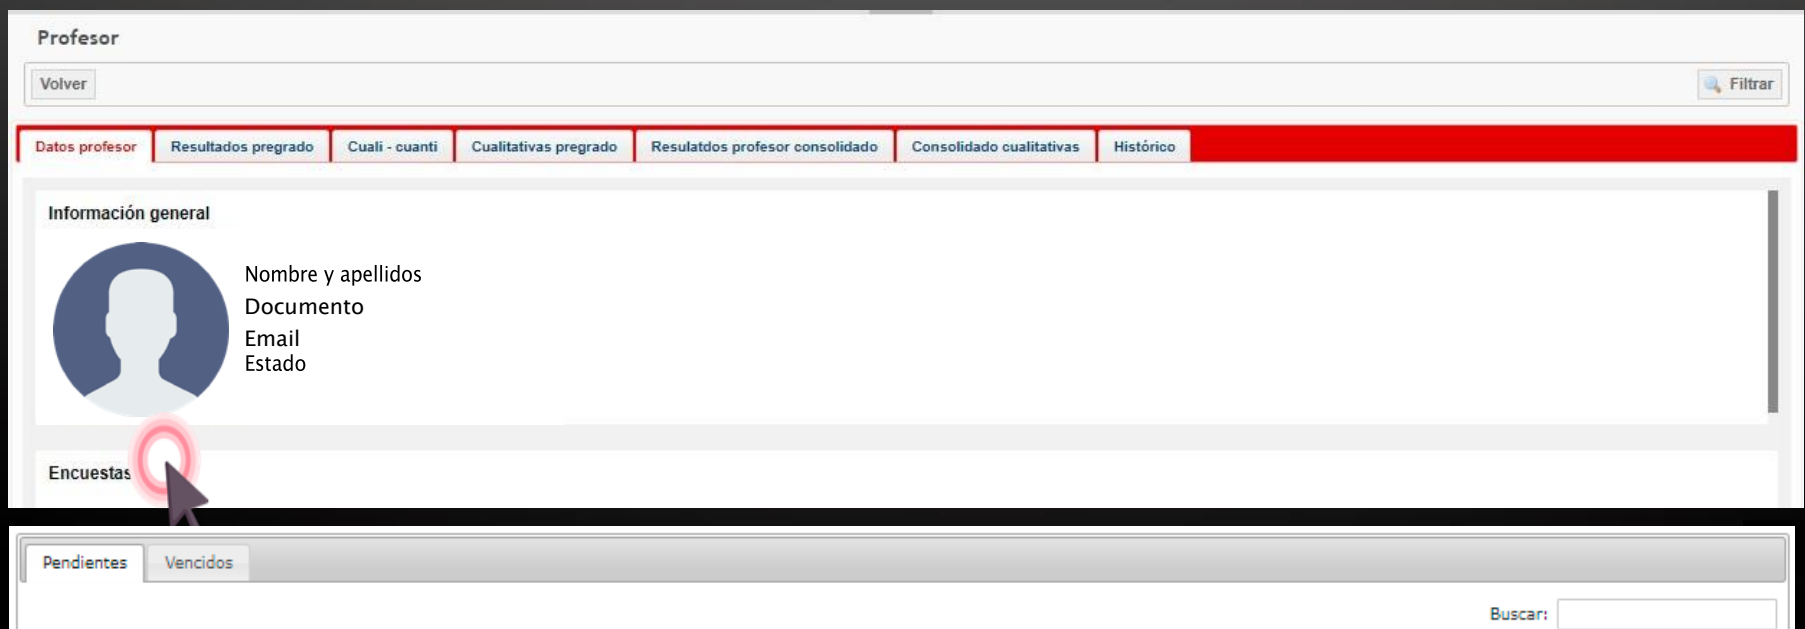 Profesor
Volver Filtrar
Datos profesor Resultados pregrado Cuali - cuanti Cualitativas pregrado Resulatdos profesor consolidado Consolidado cualitativas Histórico
Información general
Nombre y apellidos
Documento
Email
Estado
Encuestas
Pendientes Vencidos
Buscar: